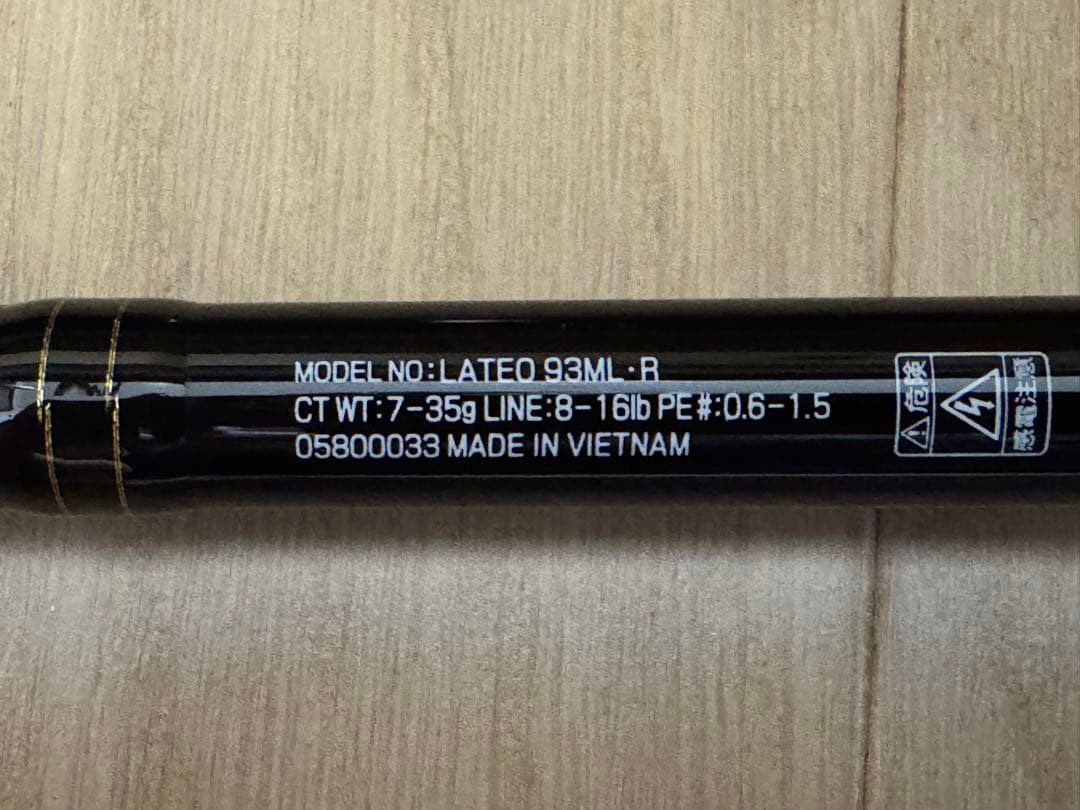 MODEL NO:LATEO 93ML·R
CT WT:7-35g LINE:8-16lb PE#:0.6-1.5
05800033 MADE IN VIETNAM
危険
感電注意